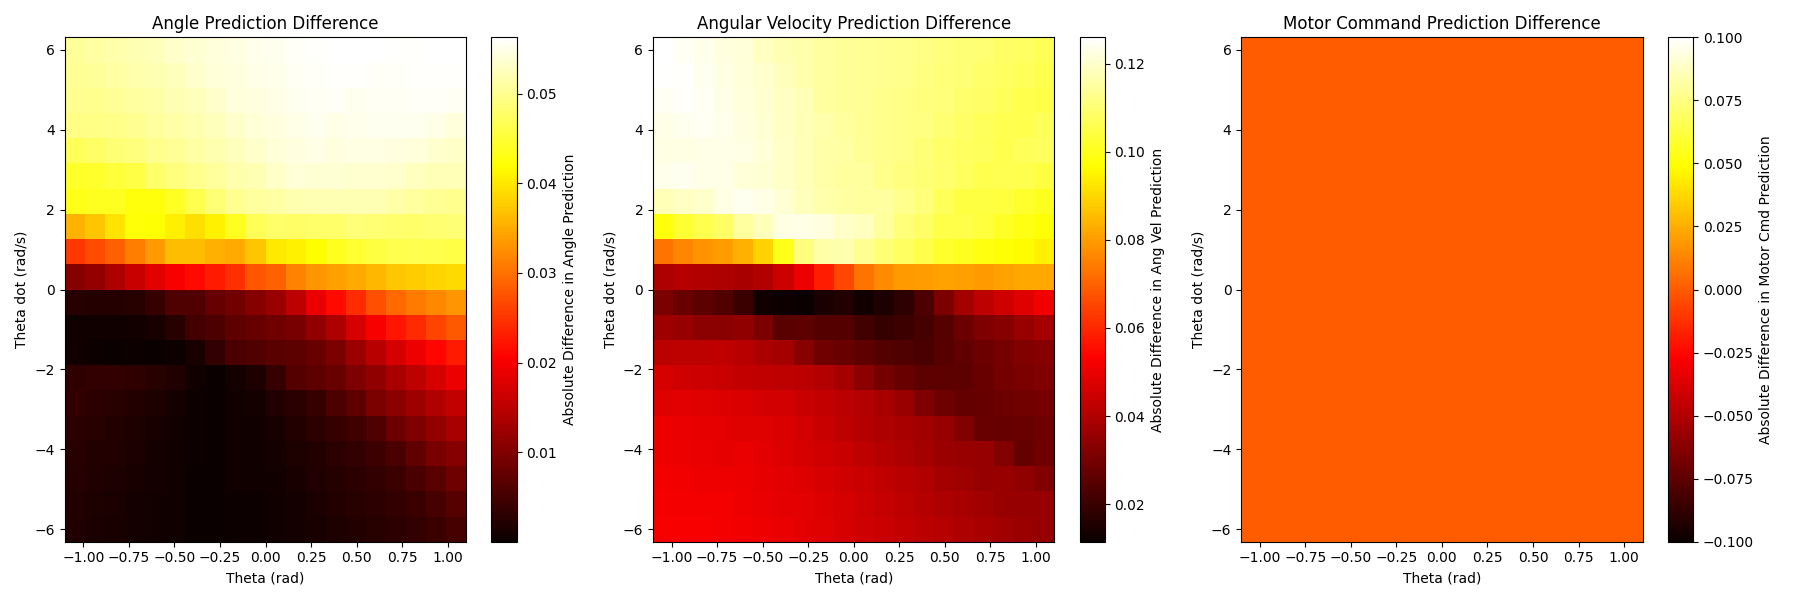 Angle Prediction Difference
6
4
2
0
−2
−4
−6
−1.00 −0.75 −0.50 −0.25 0.00 0.25 0.50 0.75 1.00
Theta (rad)
Theta dot (rad/s)
0.05
0.04
0.03
0.02
0.01
Absolute Difference in Angle Prediction
Angular Velocity Prediction Difference
6
4
2
0
−2
−4
−6
−1.00 −0.75 −0.50 −0.25 0.00 0.25 0.50 0.75 1.00
Theta (rad)
Theta dot (rad/s)
0.12
0.10
0.08
0.06
0.04
0.02
Absolute Difference in Ang Vel Prediction
Motor Command Prediction Difference
6
4
2
0
−2
−4
−6
−1.00 −0.75 −0.50 −0.25 0.00 0.25 0.50 0.75 1.00
Theta (rad)
Theta dot (rad/s)
0.100
0.075
0.050
0.025
0.000
−0.025
−0.050
−0.075
−0.100
Absolute Difference in Motor Cmd Prediction